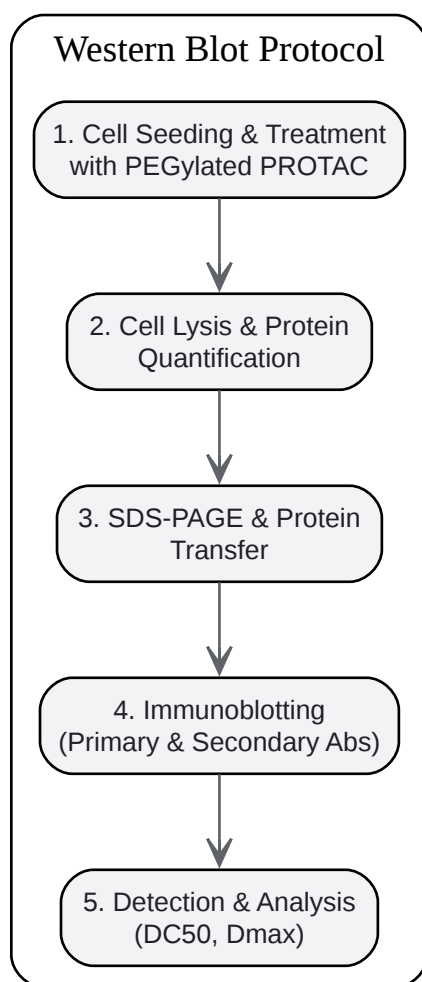 Western Blot Protocol
1. Cell Seeding & Treatment
with PEGylated PROTAC
2. Cell Lysis & Protein
Quantification
3. SDS-PAGE & Protein
Transfer
4. Immunoblotting
(Primary & Secondary Abs)
5. Detection & Analysis
(DC50, Dmax)